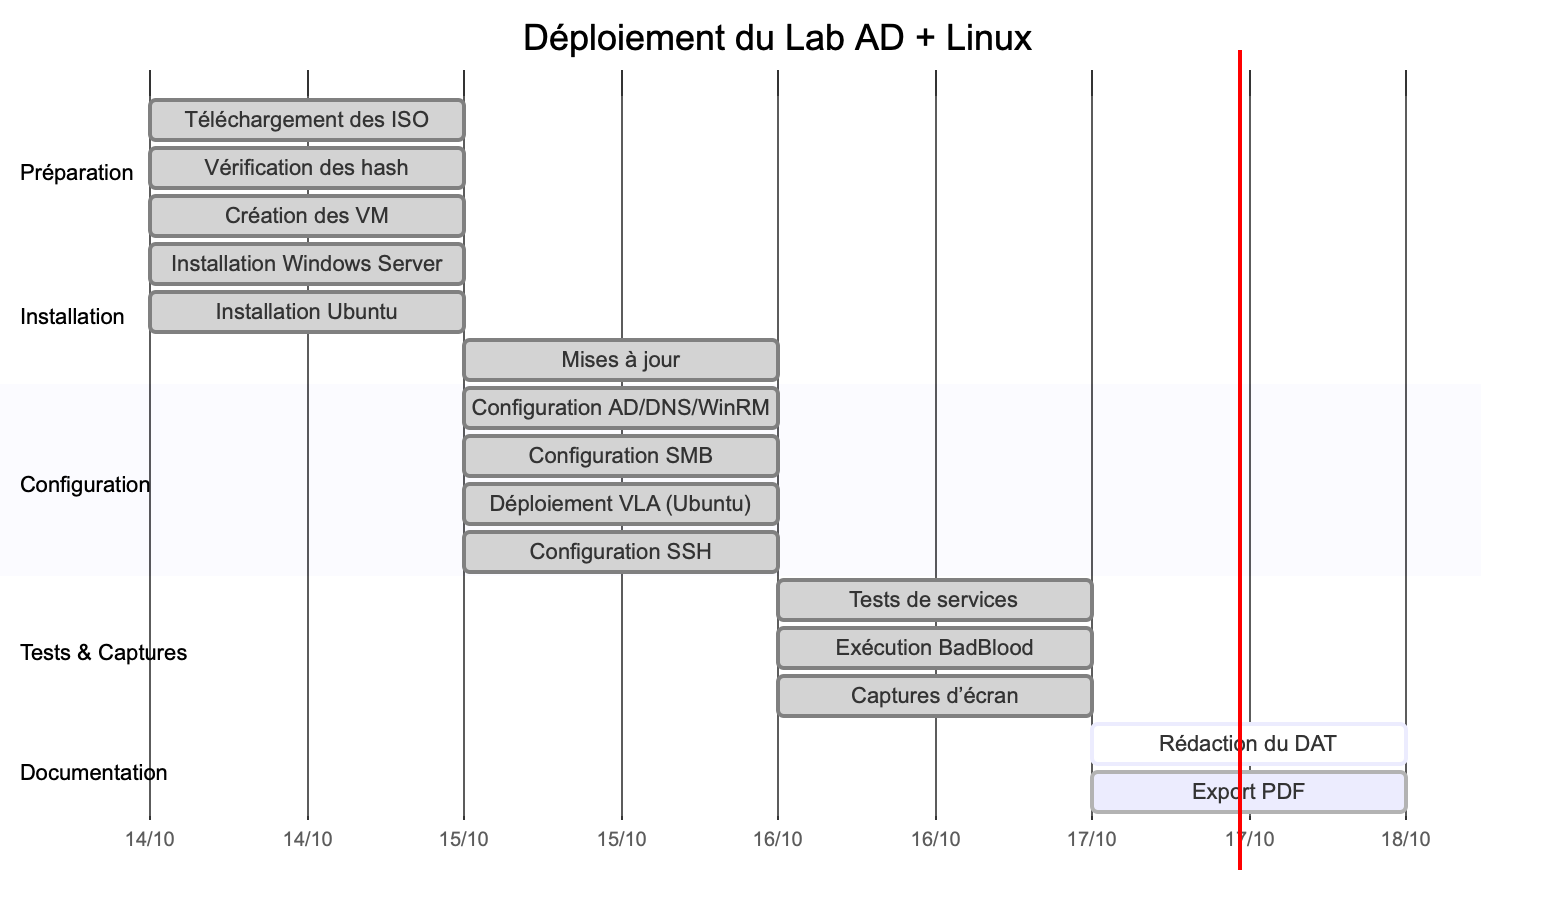 Déploiement du Lab AD + Linux
Téléchargement des ISO
Vérification des hash
Préparation
Création des VM
Installation Windows Server
Installation Ubuntu
Installation
Mises à jour
Configuration AD/DNS/WinRM
Configuration SMB
Configuration
Déploiement VLA (Ubuntu)
Configuration SSH
Tests de services
Exécution BadBlood
Tests & Captures
Captures d’écran
Rédaction du DAT
Documentation
Export PDF
14/10 14/10 15/10 15/10 16/10 16/10 17/10 17/10 18/10